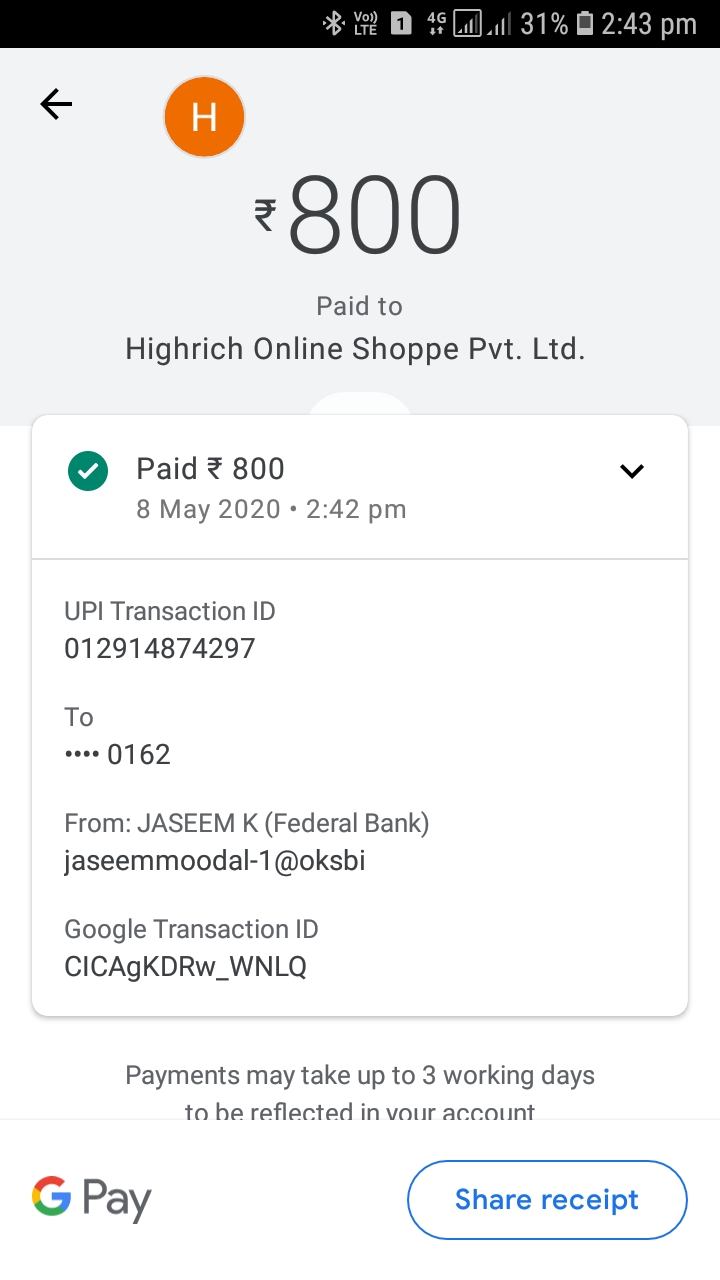 Vo)) LTE 1 4G 31% 2:43 pm
H
₹800
Paid to
Highrich Online Shoppe Pvt. Ltd.
Paid ₹ 800
8 May 2020 • 2:42 pm
UPI Transaction ID
012914874297
To
•••• 0162
From: JASEEM K (Federal Bank)
jaseemmoodal-1@oksbi
Google Transaction ID
CICAgKDRw_WNLQ
Payments may take up to 3 working days
to be reflected in your account
G Pay
Share receipt